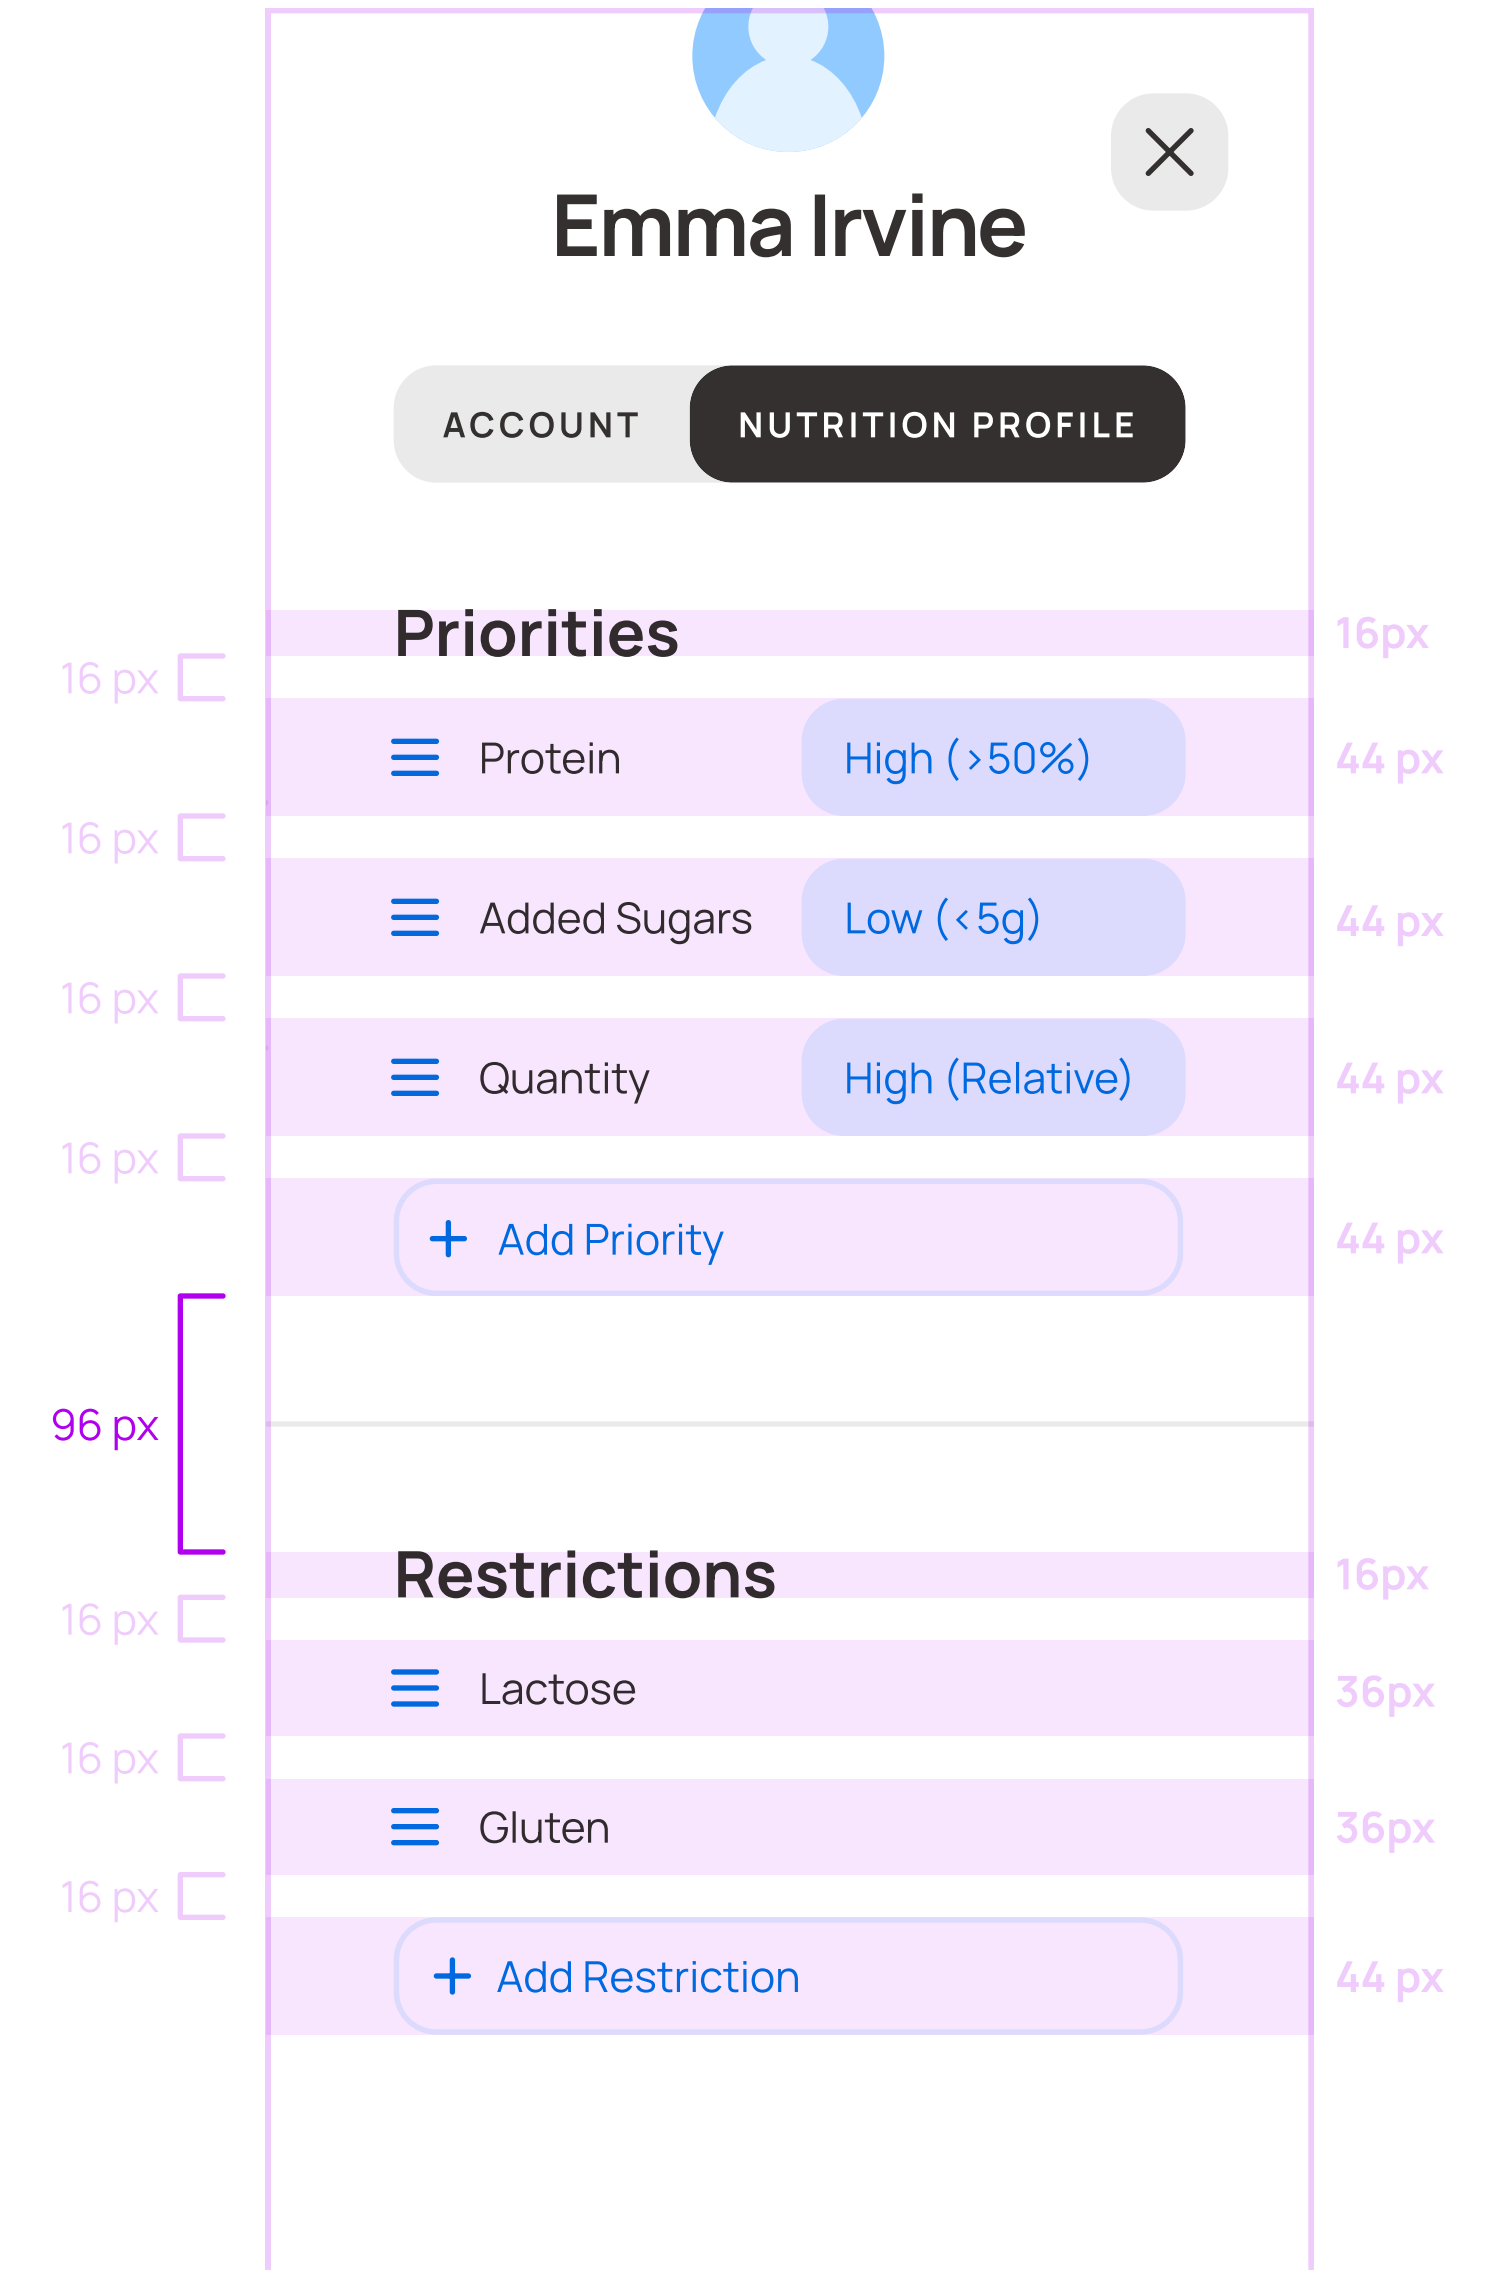 Emma Irvine
ACCOUNT NUTRITION PROFILE
Priorities 16px
16 px
Protein High (>50%) 44 px
16 px
Added Sugars Low (<5g) 44 px
16 px
Quantity High (Relative) 44 px
16 px
Add Priority 44 px
96 px
Restrictions 16px
16 px
Lactose 36px
16 px
Gluten 36px
16 px
Add Restriction 44 px